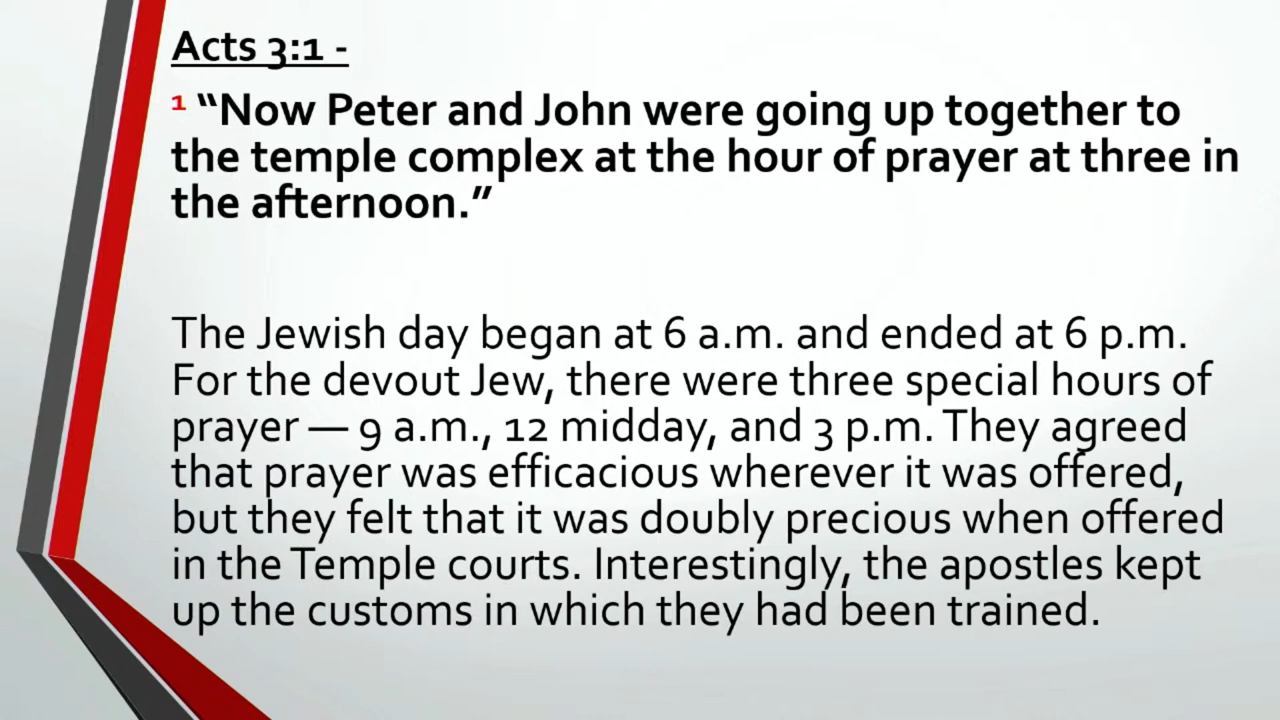 Acts 3:1 -
1 “Now Peter and John were going up together to
the temple complex at the hour of prayer at three in
the afternoon.”
The Jewish day began at 6 a.m. and ended at 6 p.m.
For the devout Jew, there were three special hours of
prayer — 9 a.m., 12 midday, and 3 p.m. They agreed
that prayer was efficacious wherever it was offered,
but they felt that it was doubly precious when offered
in the Temple courts. Interestingly, the apostles kept
up the customs in which they had been trained.